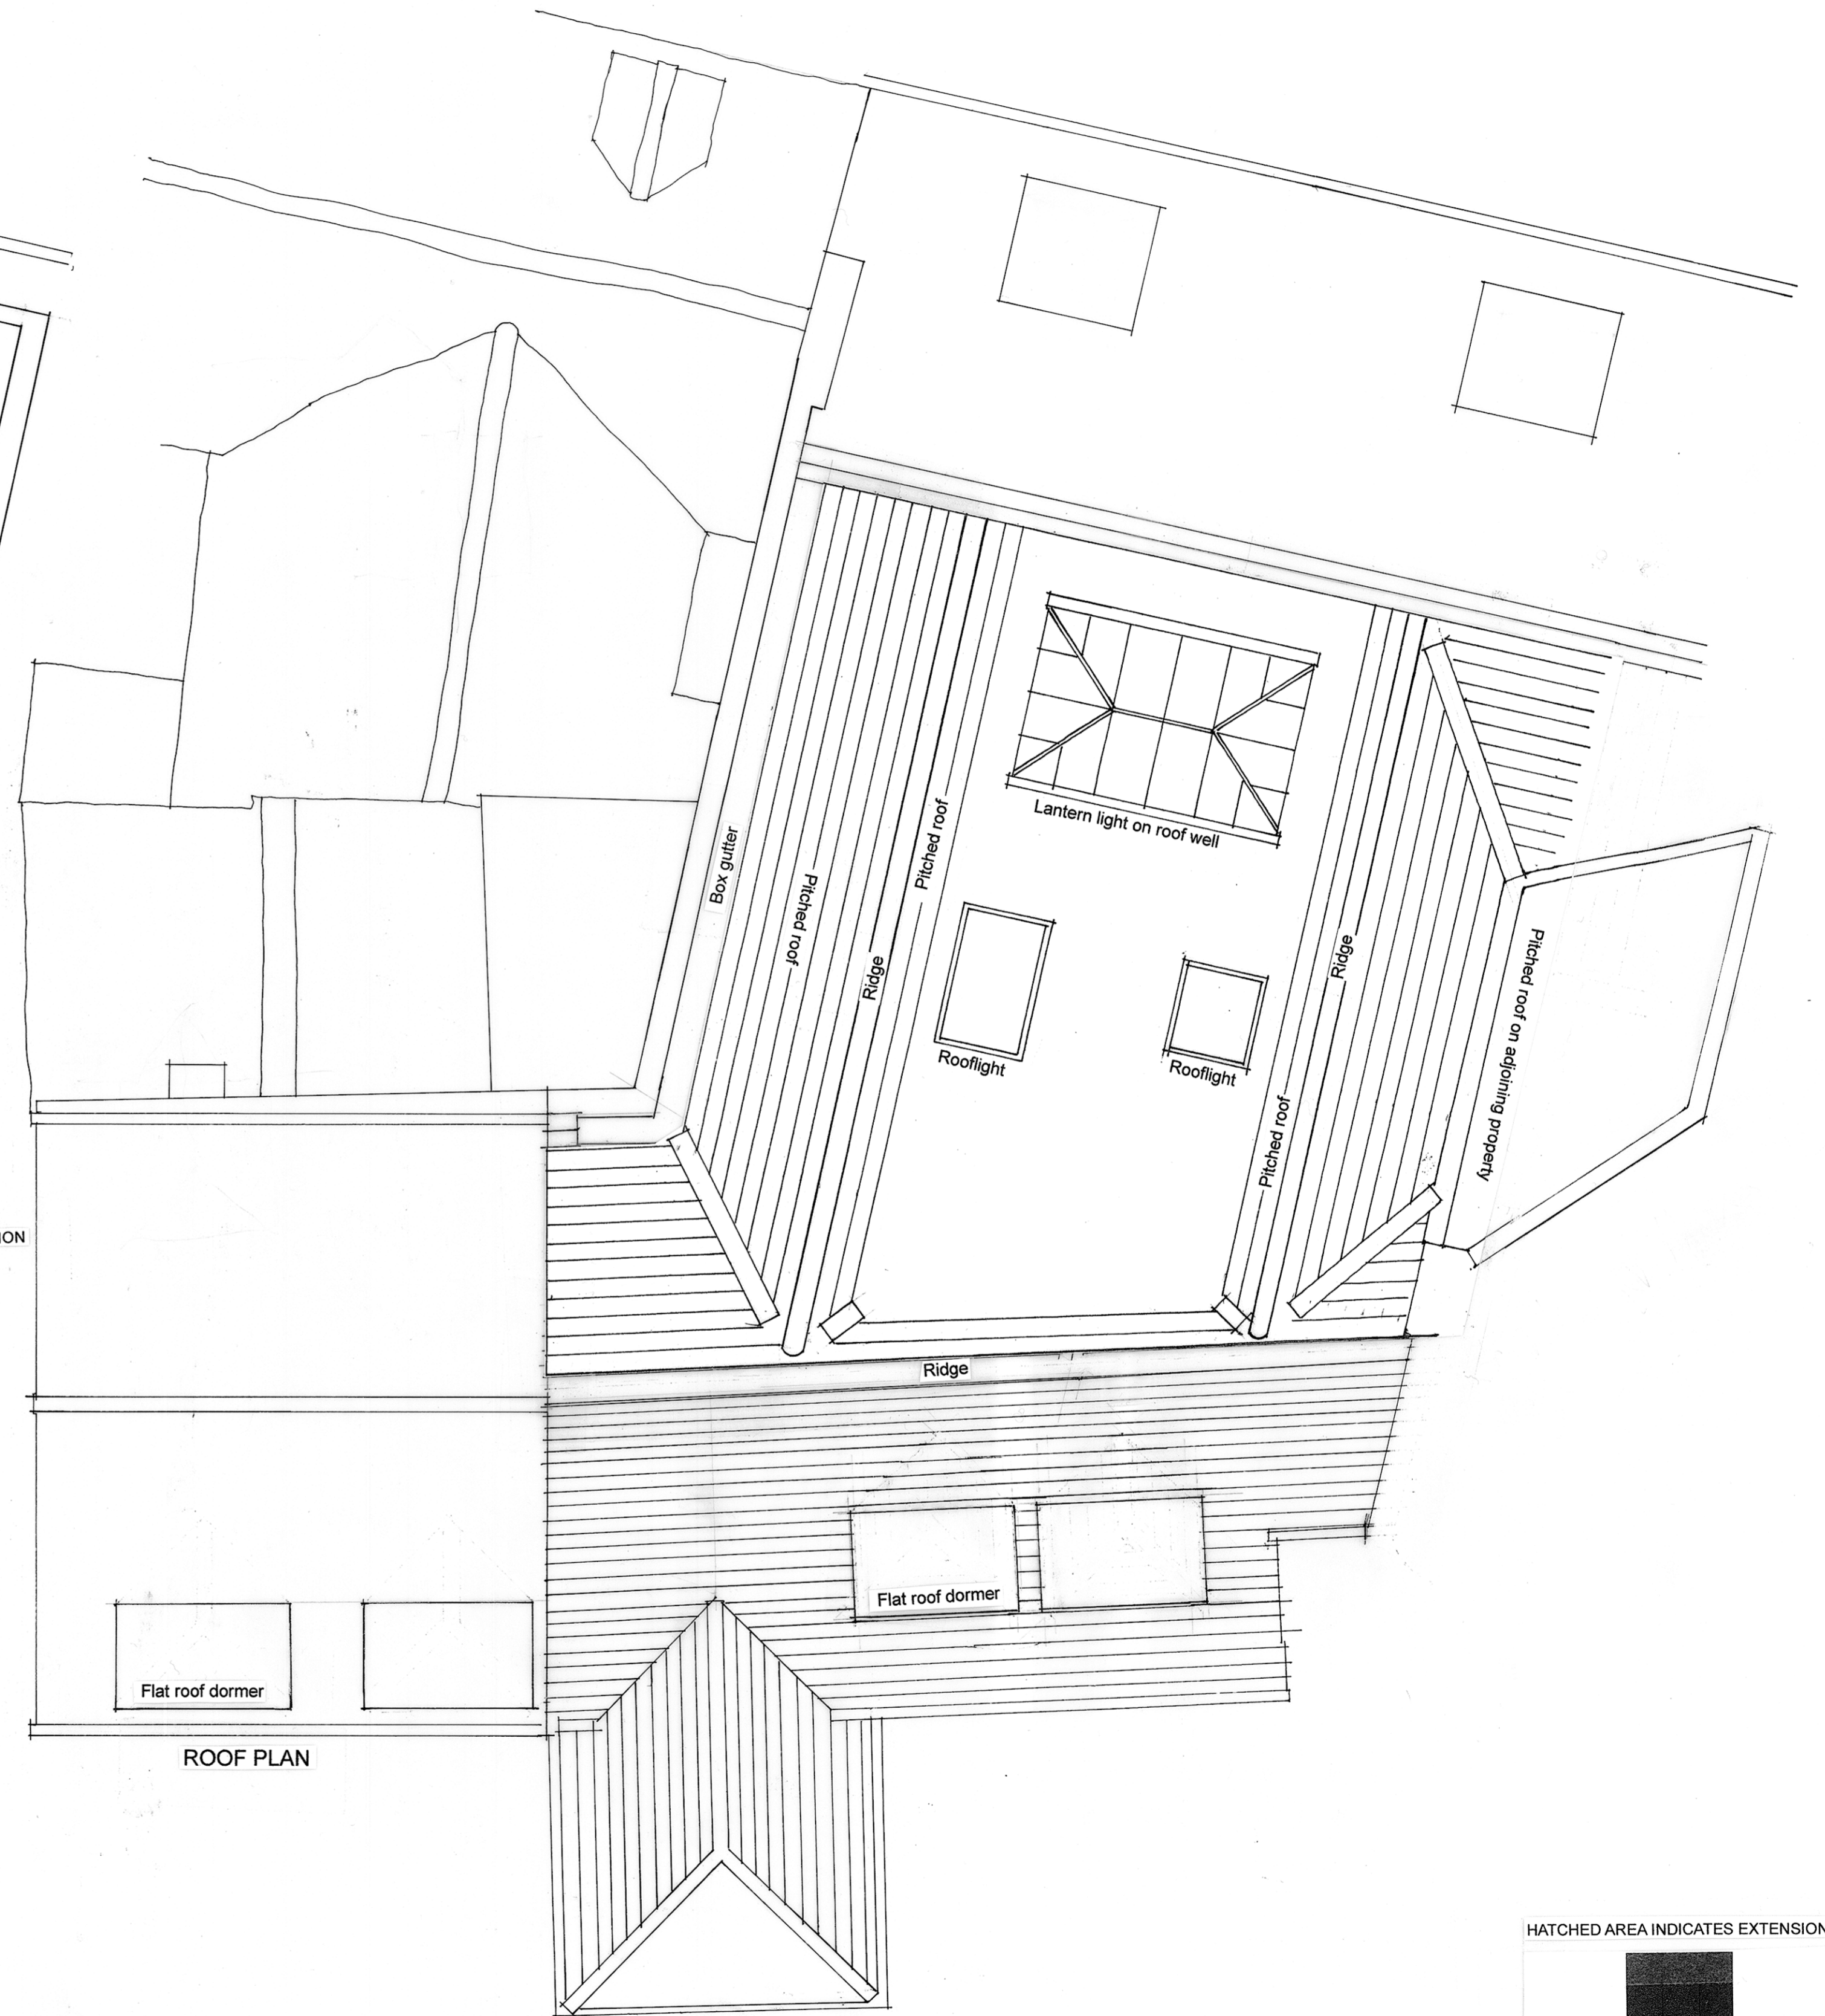 Lantern light on roof well
Box gutter
Pitched roof
Pitched roof
Ridge
Ridge
Pitched roof on adjoining property
Rooflight
Rooflight
Pitched roof
ION
Ridge
Flat roof dormer
Flat roof dormer
ROOF PLAN
HATCHED AREA INDICATES EXTENSION